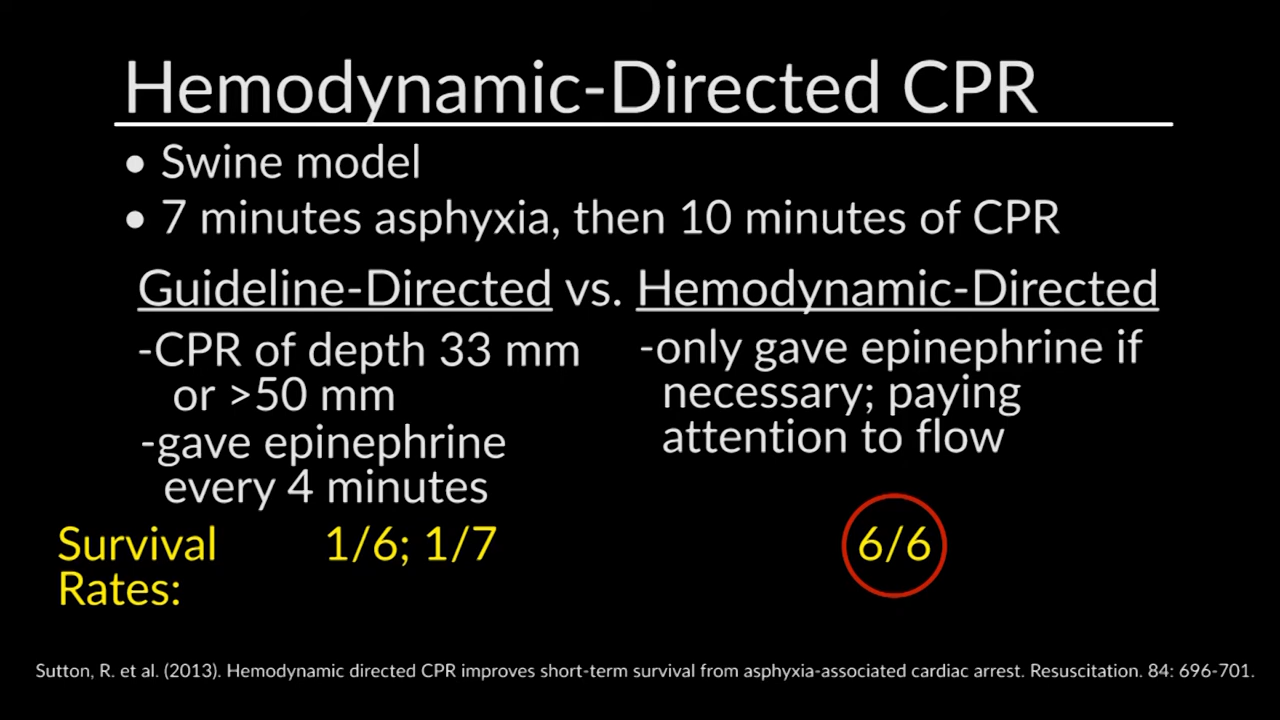 Hemodynamic-Directed CPR
• Swine model
• 7 minutes asphyxia, then 10 minutes of CPR
Guideline-Directed vs. Hemodynamic-Directed
-CPR of depth 33 mm
or >50 mm
-gave epinephrine
every 4 minutes
-only gave epinephrine if
necessary; paying
attention to flow
Survival 1/6; 1/7 6/6
Rates:
Sutton, R. et al. (2013). Hemodynamic directed CPR improves short-term survival from asphyxia-associated cardiac arrest. Resuscitation. 84: 696-701.